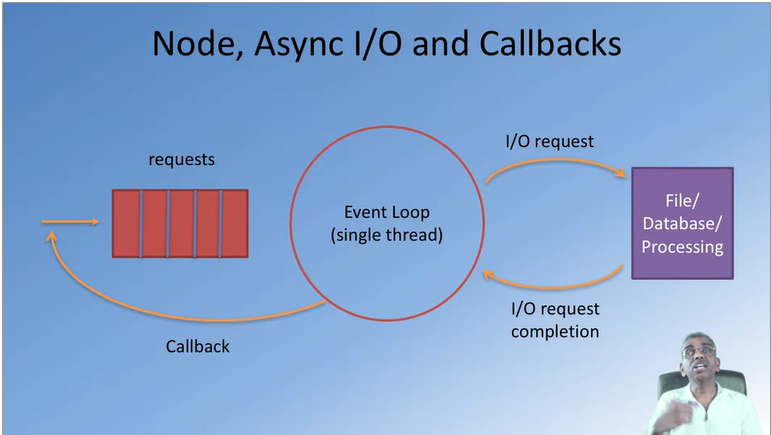 Node, Async I/O and Callbacks
requests
I/O request
Event Loop
(single thread)
File/
Database/
Processing
I/O request
completion
Callback